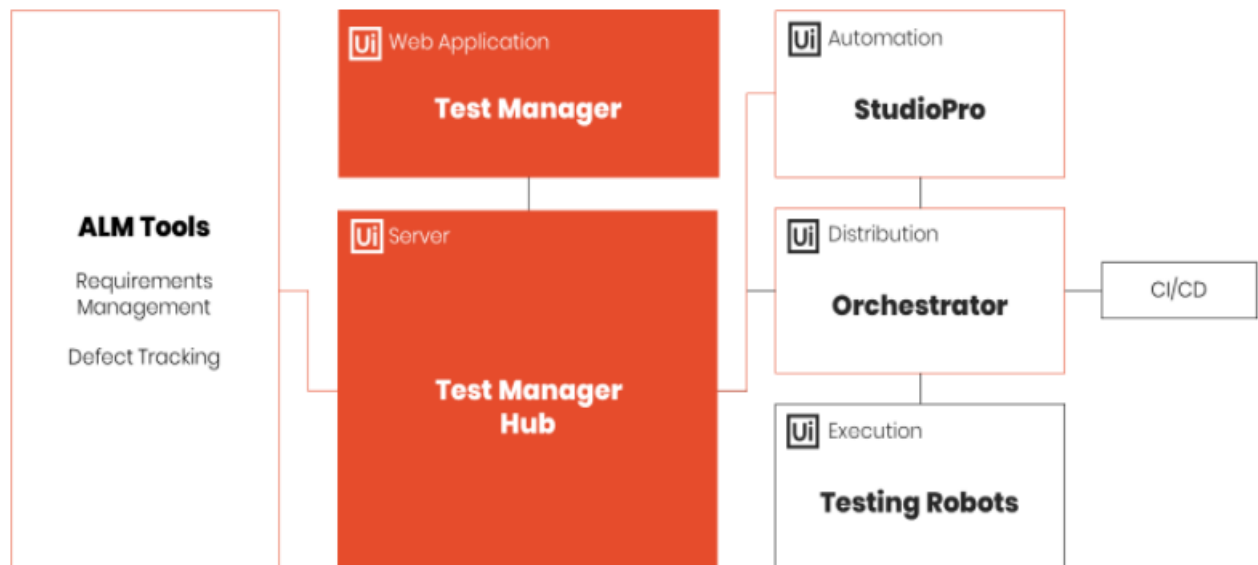 ALM Tools
Requirements
Management
Defect Tracking
Ui Web Application
Test Manager
Ui Server
Test Manager
Hub
Ui Automation
StudioPro
Ui Distribution
Orchestrator
Ui Execution
Testing Robots
CI/CD